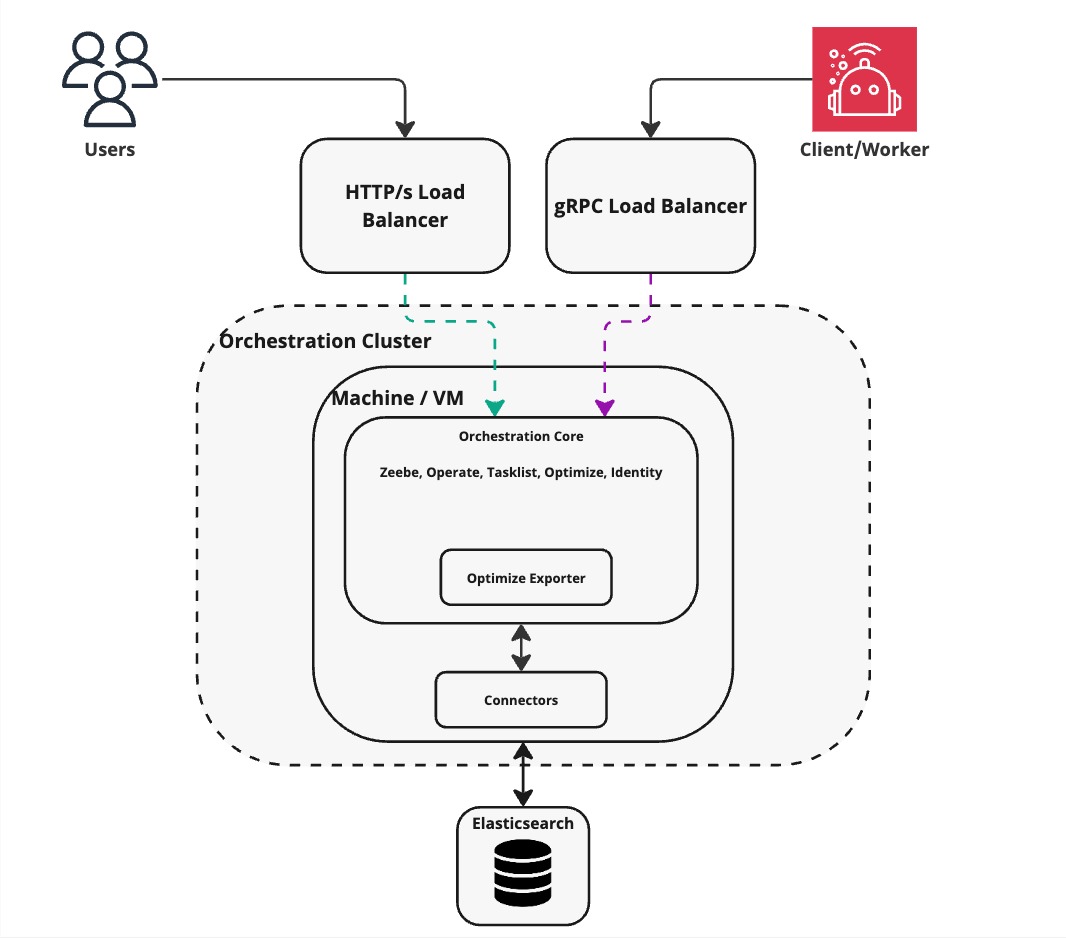 Users
Client/Worker
HTTP/s Load
Balancer
gRPC Load Balancer
Orchestration Cluster
Machine / VM
Orchestration Core
Zeebe, Operate, Tasklist, Optimize, Identity
Optimize Exporter
Connectors
Elasticsearch